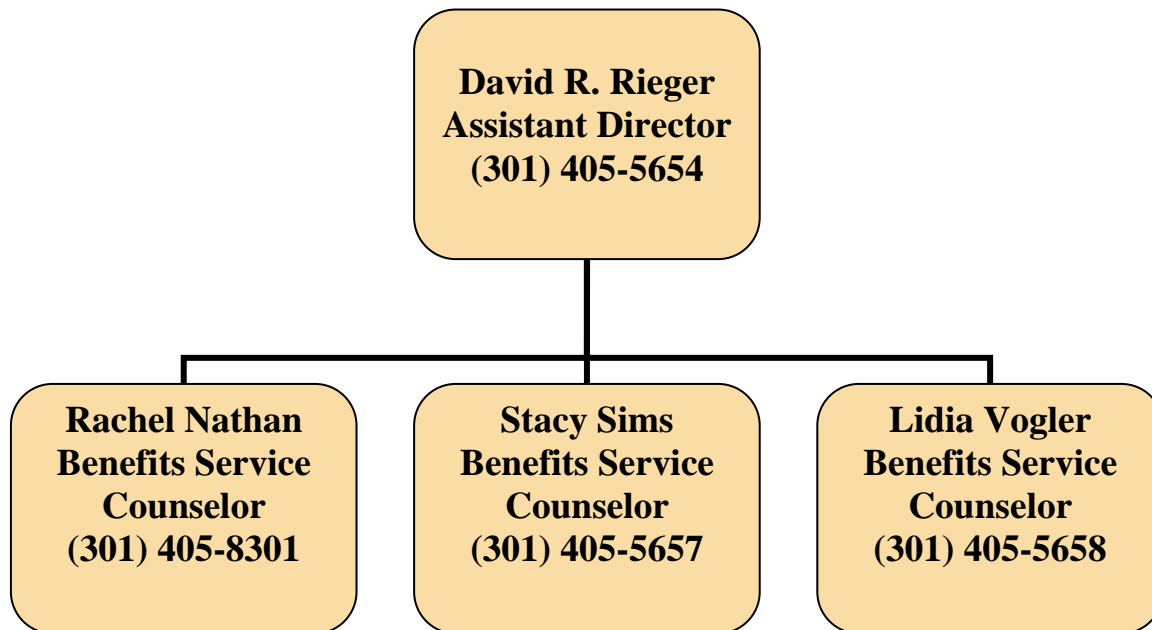 David R. Rieger
Assistant Director
(301) 405-5654
Rachel Nathan
Benefits Service
Counselor
(301) 405-8301
Stacy Sims
Benefits Service
Counselor
(301) 405-5657
Lidia Vogler
Benefits Service
Counselor
(301) 405-5658